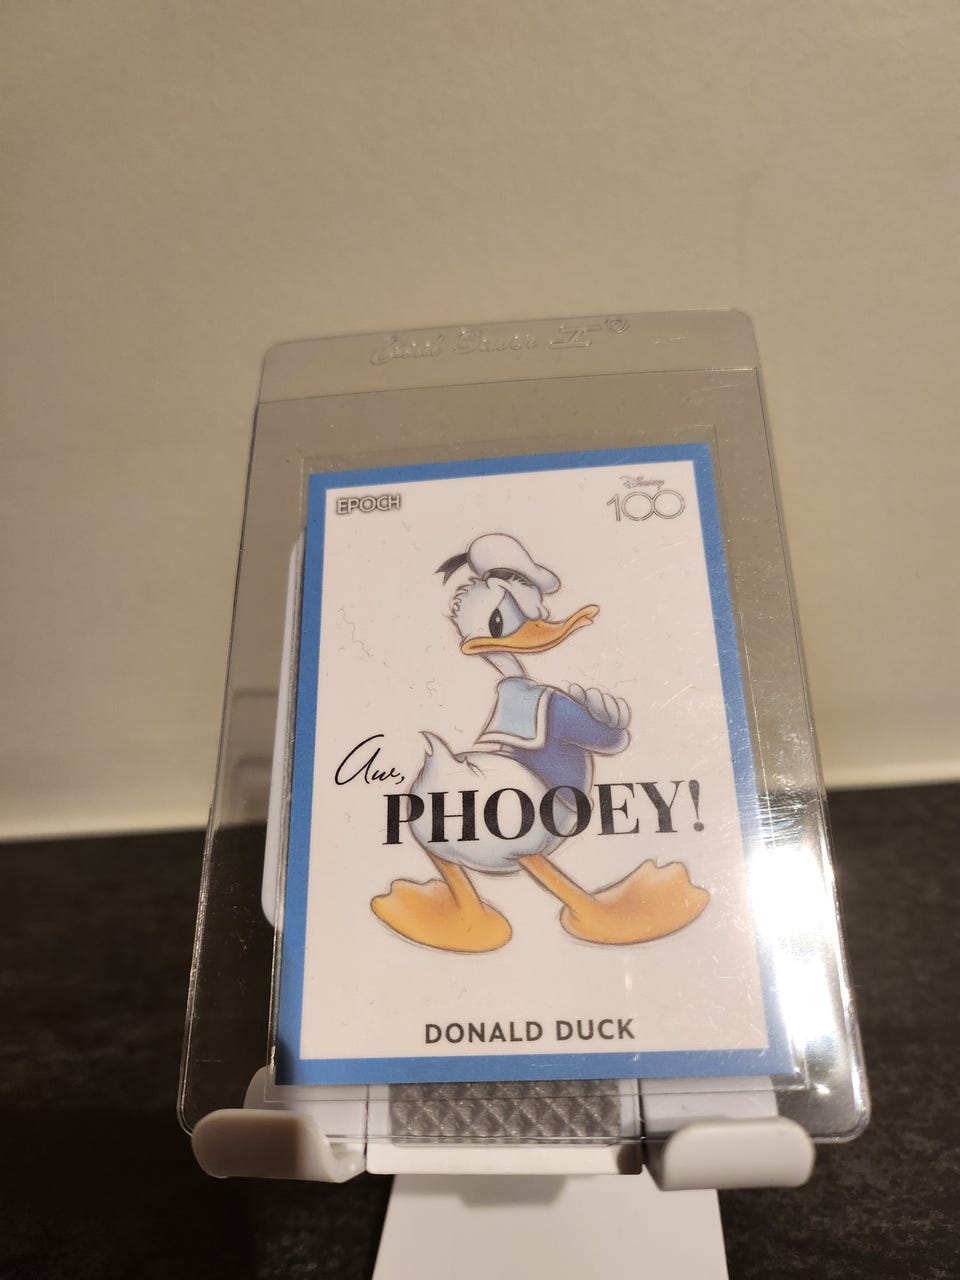 Card Saver I®
EPOCH
Disney
100
Aw,
PHOOEY!
DONALD DUCK